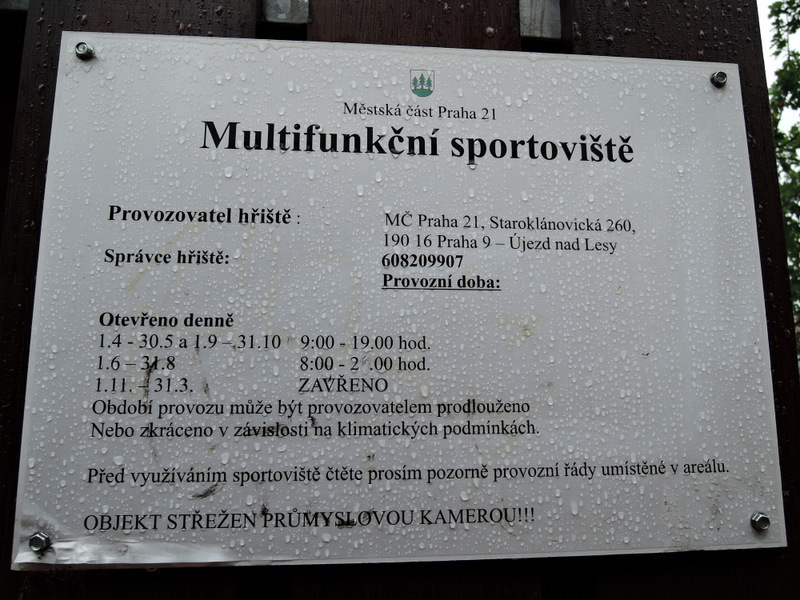 Městská část Praha 21
Multifunkční sportoviště
Provozovatel hřiště : MČ Praha 21, Staroklánovická 260,
190 16 Praha 9 – Újezd nad Lesy
Správce hřiště: 608209907
Provozní doba:
Otevřeno denně
1.4 - 30.5 a 1.9 – 31.10 9:00 - 19.00 hod.
1.6 – 31.8 8:00 - hod.
1.11. – 31.3. ZAVŘENO
Období provozu může být provozovatelem prodlouženo
Nebo zkráceno v závislosti na klimatických podmínkách.
Před využíváním sportoviště čtěte prosím pozorně provozní řády umístěné v areálu.
OBJEKT STŘEŽEN PRŮMYSLOVOU KAMEROU!!!